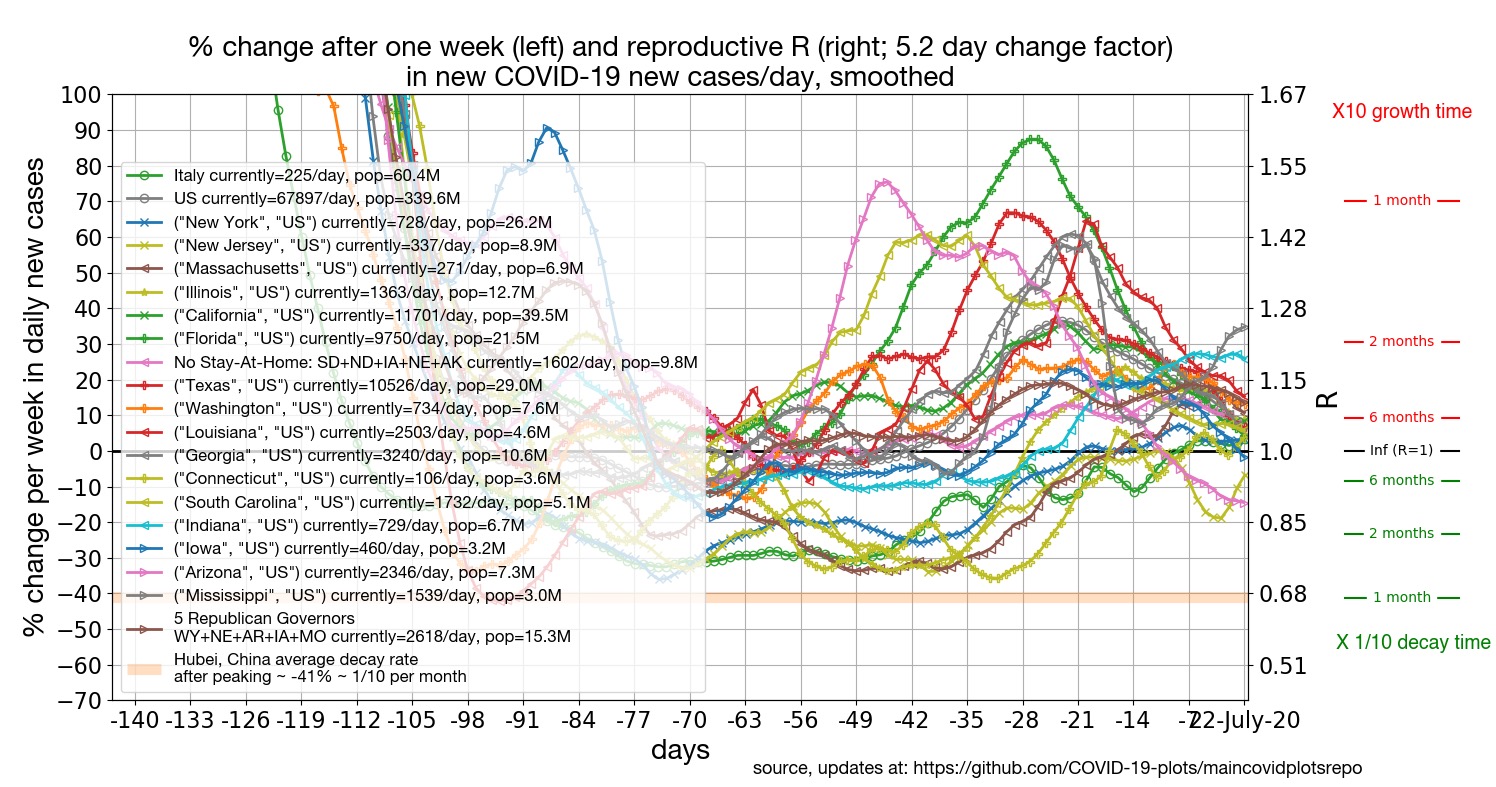 % change after one week (left) and reproductive R (right; 5.2 day change factor)
in new COVID-19 new cases/day, smoothed
% change per week in daily new cases
100
90
80
70
60
50
40
30
20
10
0
−10
−20
−30
−40
−50
−60
−70
Italy currently=225/day, pop=60.4M
US currently=67897/day, pop=339.6M
("New York", "US") currently=728/day, pop=26.2M
("New Jersey", "US") currently=337/day, pop=8.9M
("Massachusetts", "US") currently=271/day, pop=6.9M
("Illinois", "US") currently=1363/day, pop=12.7M
("California", "US") currently=11701/day, pop=39.5M
("Florida", "US") currently=9750/day, pop=21.5M
No Stay-At-Home: SD+ND+IA+NE+AK currently=1602/day, pop=9.8M
("Texas", "US") currently=10526/day, pop=29.0M
("Washington", "US") currently=734/day, pop=7.6M
("Louisiana", "US") currently=2503/day, pop=4.6M
("Georgia", "US") currently=3240/day, pop=10.6M
("Connecticut", "US") currently=106/day, pop=3.6M
("South Carolina", "US") currently=1732/day, pop=5.1M
("Indiana", "US") currently=729/day, pop=6.7M
("Iowa", "US") currently=460/day, pop=3.2M
("Arizona", "US") currently=2346/day, pop=7.3M
("Mississippi", "US") currently=1539/day, pop=3.0M
5 Republican Governors
WY+NE+AR+IA+MO currently=2618/day, pop=15.3M
Hubei, China average decay rate
after peaking ~ -41% ~ 1/10 per month
-140 -133 -126 -119 -112 -105 -98 -91 -84 -77 -70 -63 -56 -49 -42 -35 -28 -21 -14 -7 22-July-20
days
1.67
1.55
1.42
1.28
1.15
1.0
0.85
0.68
0.51
R
X10 growth time
1 month
2 months
6 months
Inf (R=1)
6 months
2 months
1 month
X 1/10 decay time
source, updates at: https://github.com/COVID-19-plots/maincovidplotsrepo